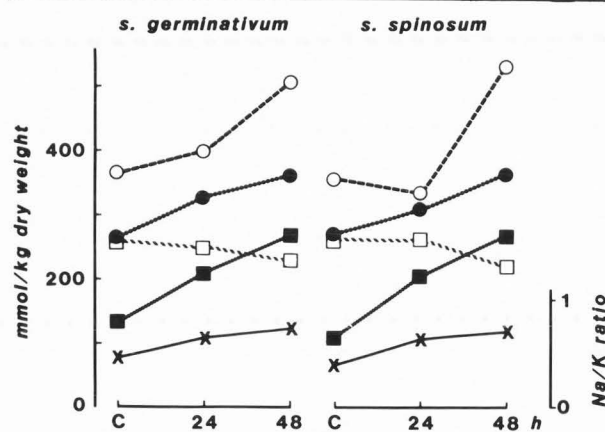 s. germinativum s. spinosum
mmol/kg dry weight
400
200
0
1
0
Na/K ratio
C 24 48 C 24 48 h